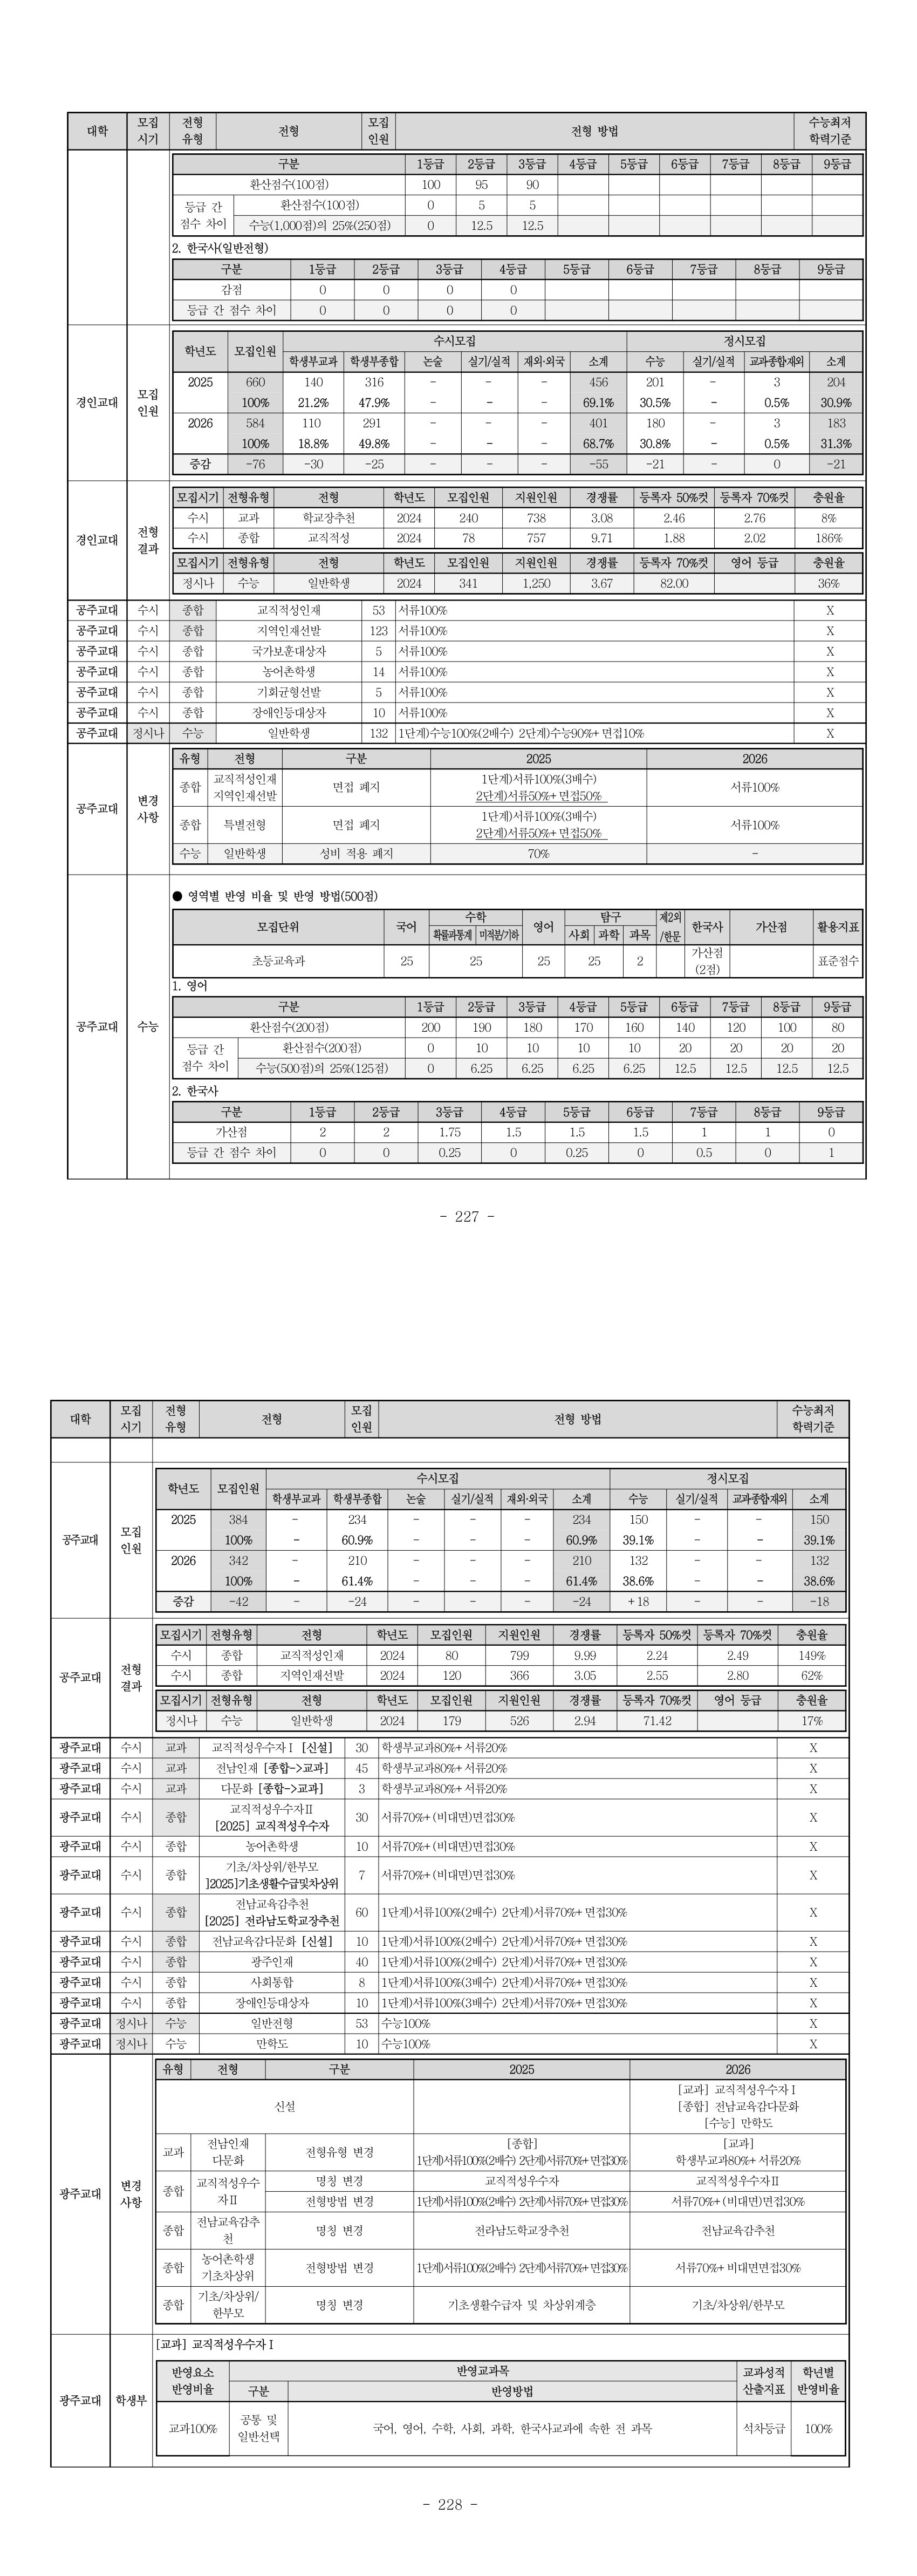 대학 모집 시기 전형 유형 전형 모집 인원 전형 방법 수능최저 학력기준
구분 1등급 2등급 3등급 4등급 5등급 6등급 7등급 8등급 9등급
환산점수(100점) 100 95 90
등급 간 점수 차이 환산점수(100점) 0 5 5
수능(1,000점)의 25%(250점) 0 12.5 12.5
2. 한국사(일반전형)
구분 1등급 2등급 3등급 4등급 5등급 6등급 7등급 8등급 9등급
감점 0 0 0 0
등급 간 점수 차이 0 0 0 0
경인교대 모집 인원
학년도 모집인원 수시모집 정시모집
학생부교과 학생부종합 논술 실기/실적 재외·외국 소계 수능 실기/실적 교과종합재외 소계
2025 660 140 316 - - - 456 201 - 3 204
100% 21.2% 47.9% - - - 69.1% 30.5% - 0.5% 30.9%
2026 584 110 291 - - - 401 180 - 3 183
100% 18.8% 49.8% - - - 68.7% 30.8% - 0.5% 31.3%
증감 -76 -30 -25 - - - -55 -21 - 0 -21
경인교대 전형 결과
모집시기 전형유형 전형 학년도 모집인원 지원인원 경쟁률 등록자 50%컷 등록자 70%컷 충원율
수시 교과 학교장추천 2024 240 738 3.08 2.46 2.76 8%
수시 종합 교직적성 2024 78 757 9.71 1.88 2.02 186%
모집시기 전형유형 전형 학년도 모집인원 지원인원 경쟁률 등록자 70%컷 영어 등급 충원율
정시나 수능 일반학생 2024 341 1,250 3.67 82.00 36%
공주교대 수시 종합 교직적성인재 53 서류100% X
공주교대 수시 종합 지역인재선발 123 서류100% X
공주교대 수시 종합 국가보훈대상자 5 서류100% X
공주교대 수시 종합 농어촌학생 14 서류100% X
공주교대 수시 종합 기회균형선발 5 서류100% X
공주교대 수시 종합 장애인등대상자 10 서류100% X
공주교대 정시나 수능 일반학생 132 1단계)수능100%(2배수) 2단계)수능90%+면접10% X
공주교대 변경 사항
유형 전형 구분 2025 2026
종합 교직적성인재 지역인재선발 면접 폐지 1단계)서류100%(3배수) 2단계)서류50%+면접50% 서류100%
종합 특별전형 면접 폐지 1단계)서류100%(3배수) 2단계)서류50%+면접50% 서류100%
수능 일반학생 성비 적용 폐지 70% -
공주교대 수능
● 영역별 반영 비율 및 반영 방법(500점)
모집단위 국어 수학 영어 탐구 제2외/한문 한국사 가산점 활용지표
확률과통계 미적분/기하 사회 과학 과목
초등교육과 25 25 25 25 2 가산점 (2점) 표준점수
1. 영어
구분 1등급 2등급 3등급 4등급 5등급 6등급 7등급 8등급 9등급
환산점수(200점) 200 190 180 170 160 140 120 100 80
등급 간 점수 차이 환산점수(200점) 0 10 10 10 10 20 20 20 20
수능(500점)의 25%(125점) 0 6.25 6.25 6.25 6.25 12.5 12.5 12.5 12.5
2. 한국사
구분 1등급 2등급 3등급 4등급 5등급 6등급 7등급 8등급 9등급
가산점 2 2 1.75 1.5 1.5 1.5 1 1 0
등급 간 점수 차이 0 0 0.25 0 0.25 0 0.5 0 1
- 227 -
대학 모집 시기 전형 유형 전형 모집 인원 전형 방법 수능최저 학력기준
공주교대 모집 인원
학년도 모집인원 수시모집 정시모집
학생부교과 학생부종합 논술 실기/실적 재외·외국 소계 수능 실기/실적 교과종합재외 소계
2025 384 - 234 - - - 234 150 - - 150
100% - 60.9% - - - 60.9% 39.1% - - 39.1%
2026 342 - 210 - - - 210 132 - - 132
100% - 61.4% - - - 61.4% 38.6% - - 38.6%
증감 -42 - -24 - - - -24 +18 - - -18
공주교대 전형 결과
모집시기 전형유형 전형 학년도 모집인원 지원인원 경쟁률 등록자 50%컷 등록자 70%컷 충원율
수시 종합 교직적성인재 2024 80 799 9.99 2.24 2.49 149%
수시 종합 지역인재선발 2024 120 366 3.05 2.55 2.80 62%
모집시기 전형유형 전형 학년도 모집인원 지원인원 경쟁률 등록자 70%컷 영어 등급 충원율
정시나 수능 일반학생 2024 179 526 2.94 71.42 17%
광주교대 수시 교과 교직적성우수자Ⅰ [신설] 30 학생부교과80%+서류20% X
광주교대 수시 교과 전남인재 [종합->교과] 45 학생부교과80%+서류20% X
광주교대 수시 교과 다문화 [종합->교과] 3 학생부교과80%+서류20% X
광주교대 수시 종합 교직적성우수자Ⅱ [2025] 교직적성우수자 30 서류70%+(비대면)면접30% X
광주교대 수시 종합 농어촌학생 10 서류70%+(비대면)면접30% X
광주교대 수시 종합 기초/차상위/한부모 ]2025]기초생활수급및차상위 7 서류70%+(비대면)면접30% X
광주교대 수시 종합 전남교육감추천 [2025] 전라남도학교장추천 60 1단계)서류100%(2배수) 2단계)서류70%+면접30% X
광주교대 수시 종합 전남교육감다문화 [신설] 10 1단계)서류100%(2배수) 2단계)서류70%+면접30% X
광주교대 수시 종합 광주인재 40 1단계)서류100%(2배수) 2단계)서류70%+면접30% X
광주교대 수시 종합 사회통합 8 1단계)서류100%(3배수) 2단계)서류70%+면접30% X
광주교대 수시 종합 장애인등대상자 10 1단계)서류100%(3배수) 2단계)서류70%+면접30% X
광주교대 정시나 수능 일반전형 53 수능100% X
광주교대 정시나 수능 만학도 10 수능100% X
광주교대 변경 사항
유형 전형 구분 2025 2026
신설 [교과] 교직적성우수자Ⅰ [종합] 전남교육감다문화 [수능] 만학도
교과 전남인재 다문화 전형유형 변경 [종합] 1단계)서류100%(2배수) 2단계)서류70%+면접30% [교과] 학생부교과80%+서류20%
종합 교직적성우수자Ⅱ 명칭 변경 교직적성우수자 교직적성우수자Ⅱ
전형방법 변경 1단계)서류100%(2배수) 2단계)서류70%+면접30% 서류70%+(비대면)면접30%
종합 전남교육감추천 명칭 변경 전라남도학교장추천 전남교육감추천
종합 농어촌학생 기초차상위 전형방법 변경 1단계)서류100%(2배수) 2단계)서류70%+면접30% 서류70%+비대면면접30%
종합 기초/차상위/한부모 명칭 변경 기초생활수급자 및 차상위계층 기초/차상위/한부모
광주교대 학생부
[교과] 교직적성우수자Ⅰ
반영요소 반영비율 반영교과목 교과성적 산출지표 학년별 반영비율
구분 반영방법
교과100% 공통 및 일반선택 국어, 영어, 수학, 사회, 과학, 한국사교과에 속한 전 과목 석차등급 100%
- 228 -